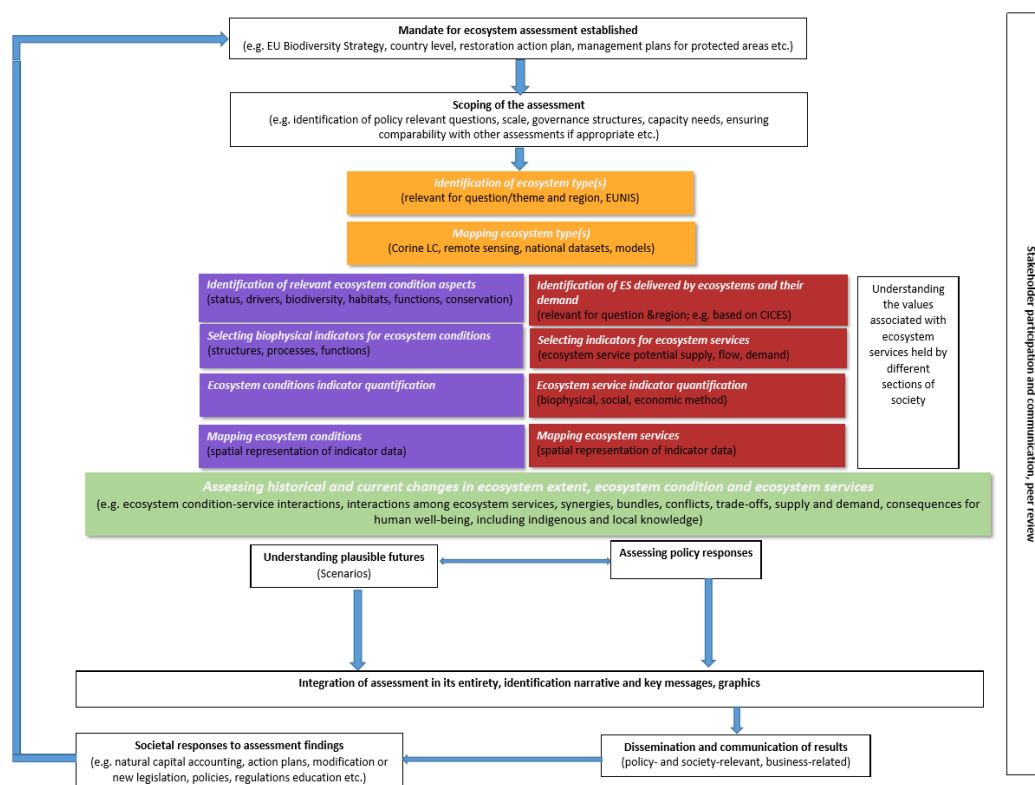 Mandate for ecosystem assessment established
(e.g. EU Biodiversity Strategy, country level, restoration action plan, management plans for protected areas etc.)
Scoping of the assessment
(e.g. identification of policy relevant questions, scale, governance structures, capacity needs, ensuring
comparability with other assessments if appropriate etc.)
Identification of ecosystem type(s)
(relevant for question/theme and region, EUNIS)
Mapping ecosystem type(s)
(Corine LC, remote sensing, national datasets, models)
Identification of relevant ecosystem condition aspects
(status, drivers, biodiversity, habitats, functions, conservation)
Selecting biophysical indicators for ecosystem conditions
(structures, processes, functions)
Ecosystem conditions indicator quantification
Mapping ecosystem conditions
(spatial representation of indicator data)
Identification of ES delivered by ecosystems and their
demand
(relevant for question &region; e.g. based on CICES)
Selecting indicators for ecosystem services
(ecosystem service potential supply, flow, demand)
Ecosystem service indicator quantification
(biophysical, social, economic method)
Mapping ecosystem services
(spatial representation of indicator data)
Understanding
the values
associated with
ecosystem
services held by
different
sections of
society
Assessing historical and current changes in ecosystem extent, ecosystem condition and ecosystem services
(e.g. ecosystem condition-service interactions, interactions among ecosystem services, synergies, bundles, conflicts, trade-offs, supply and demand, consequences for
human well-being, including indigenous and local knowledge)
Understanding plausible futures
(Scenarios)
Assessing policy responses
Integration of assessment in its entirety, identification narrative and key messages, graphics
Societal responses to assessment findings
(e.g. natural capital accounting, action plans, modification or
new legislation, policies, regulations education etc.)
Dissemination and communication of results
(policy- and society-relevant, business-related)
Stakeholder participation and communication, peer review